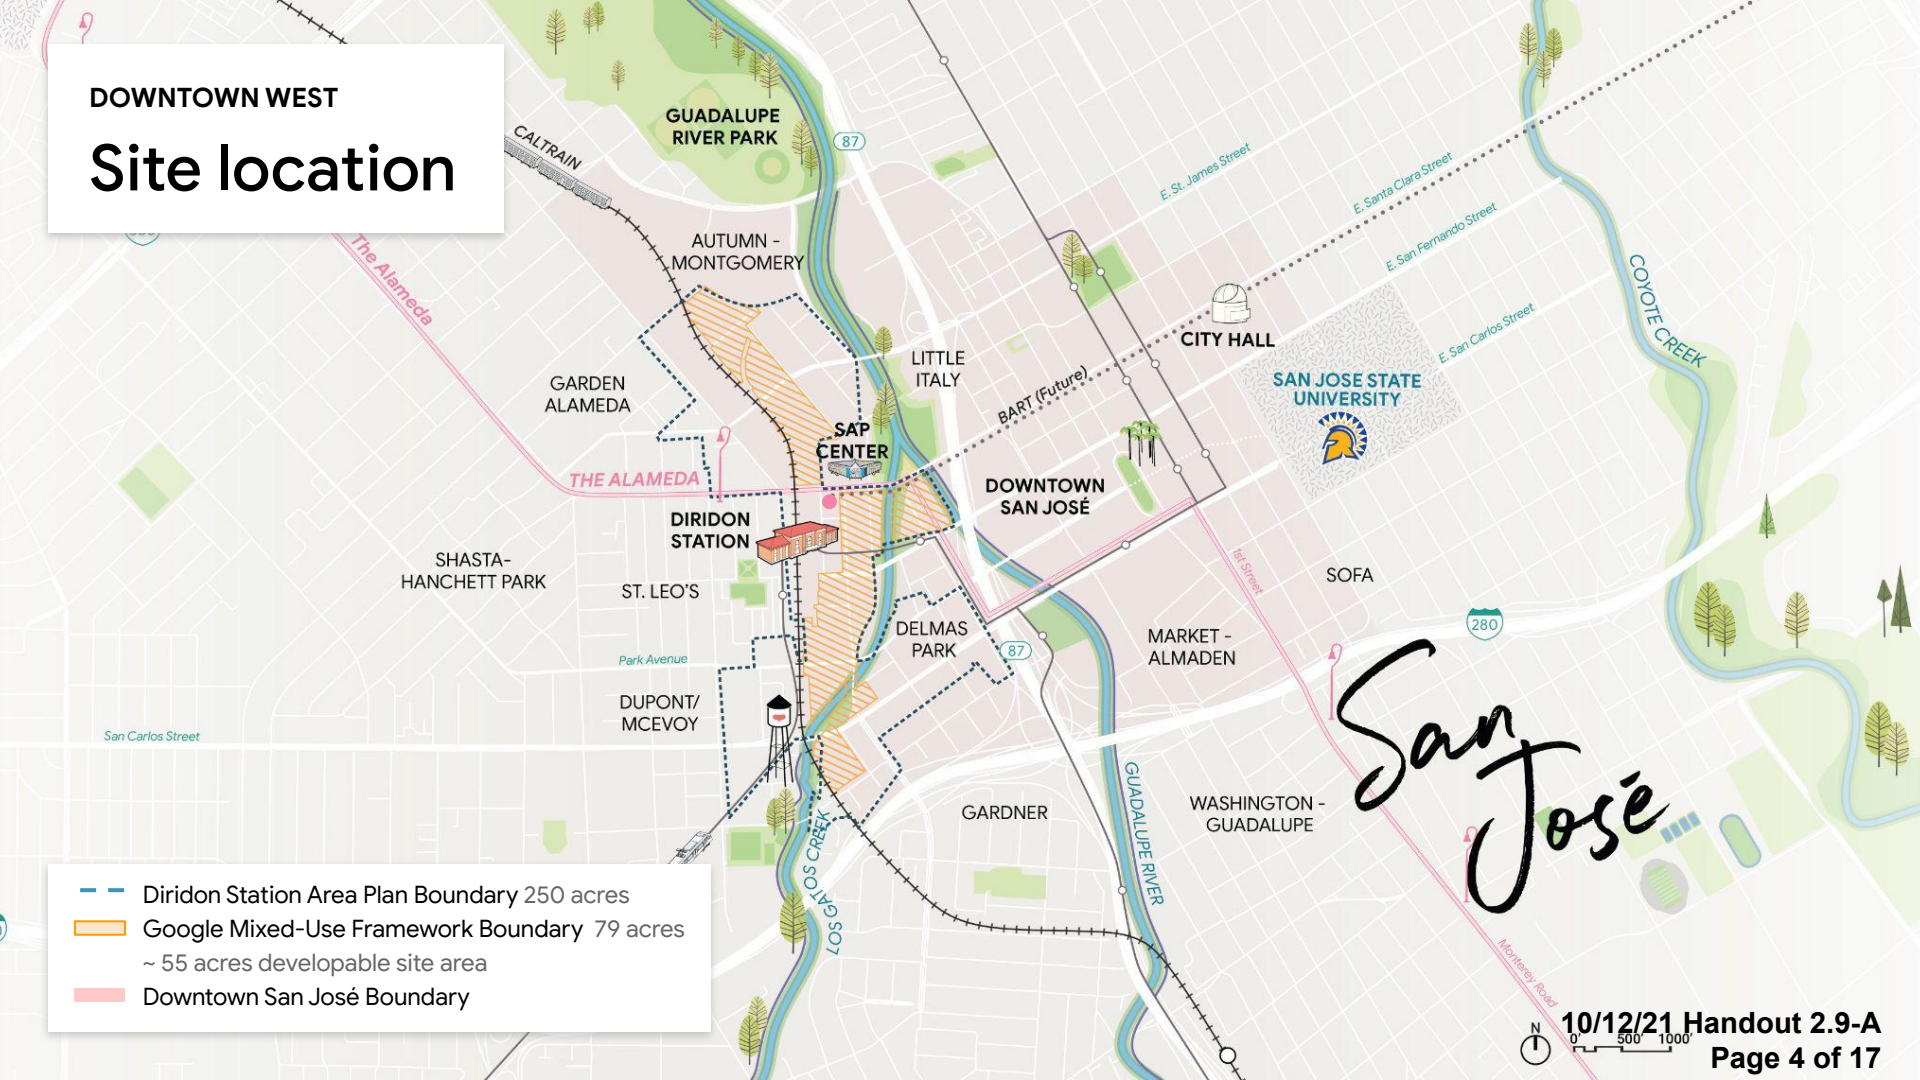 DOWNTOWN WEST
Site location
CALTRAIN
GUADALUPE
RIVER PARK
87
E. St. James Street
E. Santa Clara Street
E. San Fernando Street
E. San Carlos Street
COYOTE CREEK
The Alameda
AUTUMN -
MONTGOMERY
LITTLE
ITALY
BART (Future)
CITY HALL
SAN JOSE STATE
UNIVERSITY
GARDEN
ALAMEDA
SAP
CENTER
THE ALAMEDA
DOWNTOWN
SAN JOSÉ
DIRIDON
STATION
SHASTA-
HANCHETT PARK
ST. LEO'S
1st Street
SOFA
DELMAS
PARK
87
MARKET -
ALMADEN
280
Park Avenue
DUPONT/
MCEVOY
San Carlos Street
San
José
GARDNER
GUADALUPE RIVER
WASHINGTON -
GUADALUPE
LOS GATOS CREEK
Monterey Road
Diridon Station Area Plan Boundary 250 acres
Google Mixed-Use Framework Boundary 79 acres
~ 55 acres developable site area
Downtown San José Boundary
N
0'
500'
1000'
10/12/21 Handout 2.9-A
Page 4 of 17